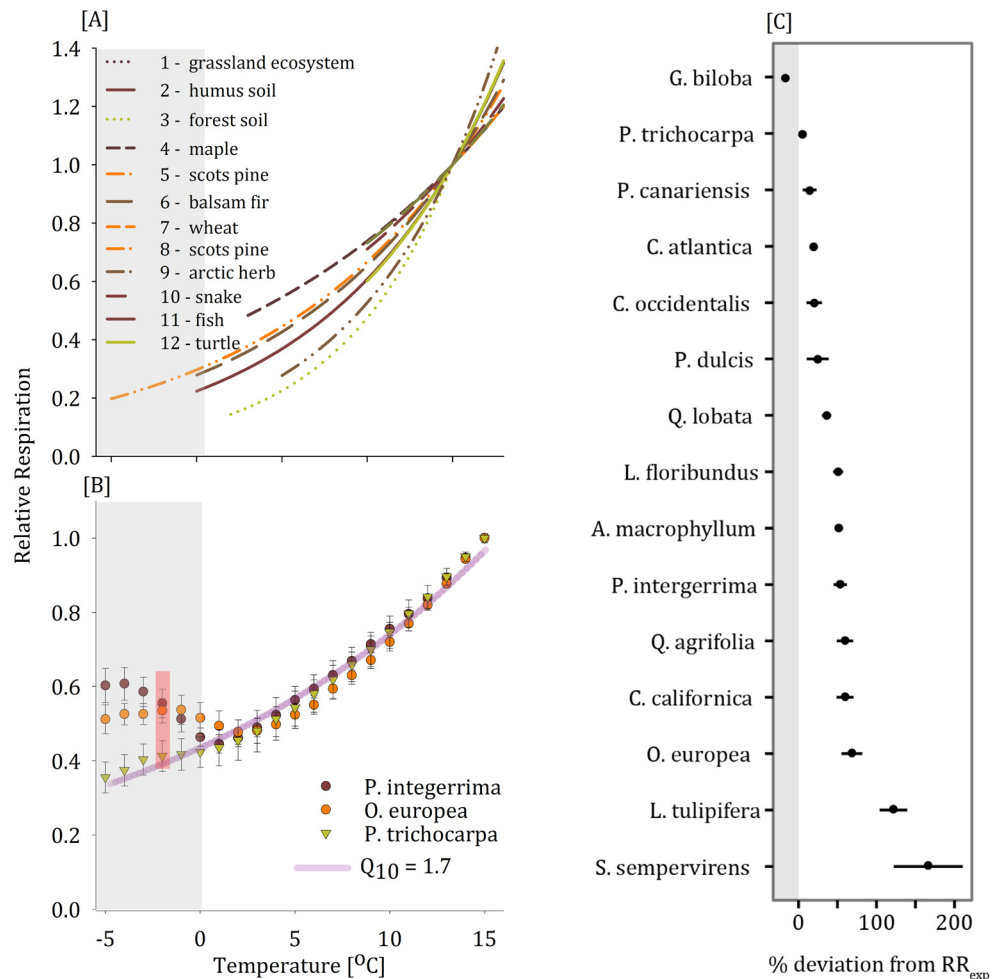 [A]
1.4
1.2
1.0
0.8
0.6
0.4
0.2
0.0
1 - grassland ecosystem
2 - humus soil
3 - forest soil
4 - maple
5 - scots pine
6 - balsam fir
7 - wheat
8 - scots pine
9 - arctic herb
10 - snake
11 - fish
12 - turtle
Relative Respiration
[B]
1.0
0.8
0.6
0.4
0.2
0.0
P. integerrima
O. europea
P. trichocarpa
Q10 = 1.7
-5 0 5 10 15
Temperature [°C]
[C]
G. biloba
P. trichocarpa
P. canariensis
C. atlantica
C. occidentalis
P. dulcis
Q. lobata
L. floribundus
A. macrophyllum
P. intergerrima
Q. agrifolia
C. californica
O. europea
L. tulipifera
S. sempervirens
0 100 200
% deviation from RRexp